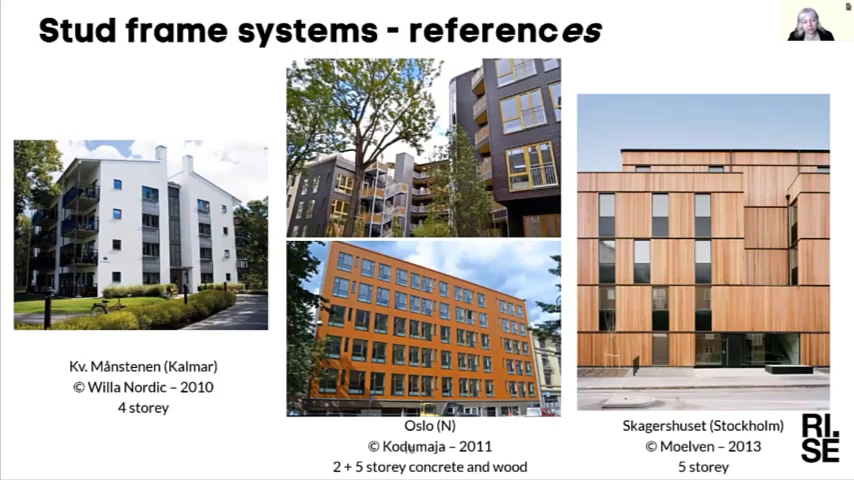 Stud frame systems - references
Kv. Månstenen (Kalmar)
© Willa Nordic – 2010
4 storey
Oslo (N)
© Kodumaja – 2011
2 + 5 storey concrete and wood
Skagershuset (Stockholm)
© Moelven – 2013
5 storey
RI.
SE